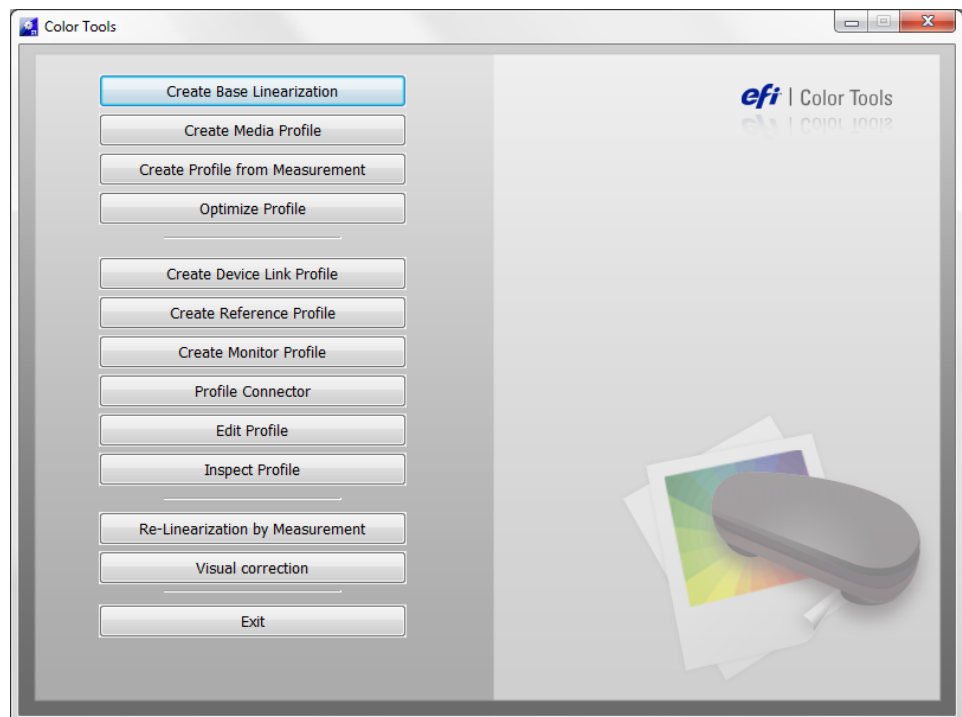 Color Tools
Create Base Linearization
Create Media Profile
Create Profile from Measurement
Optimize Profile
Create Device Link Profile
Create Reference Profile
Create Monitor Profile
Profile Connector
Edit Profile
Inspect Profile
Re-Linearization by Measurement
Visual correction
Exit
efi | Color Tools